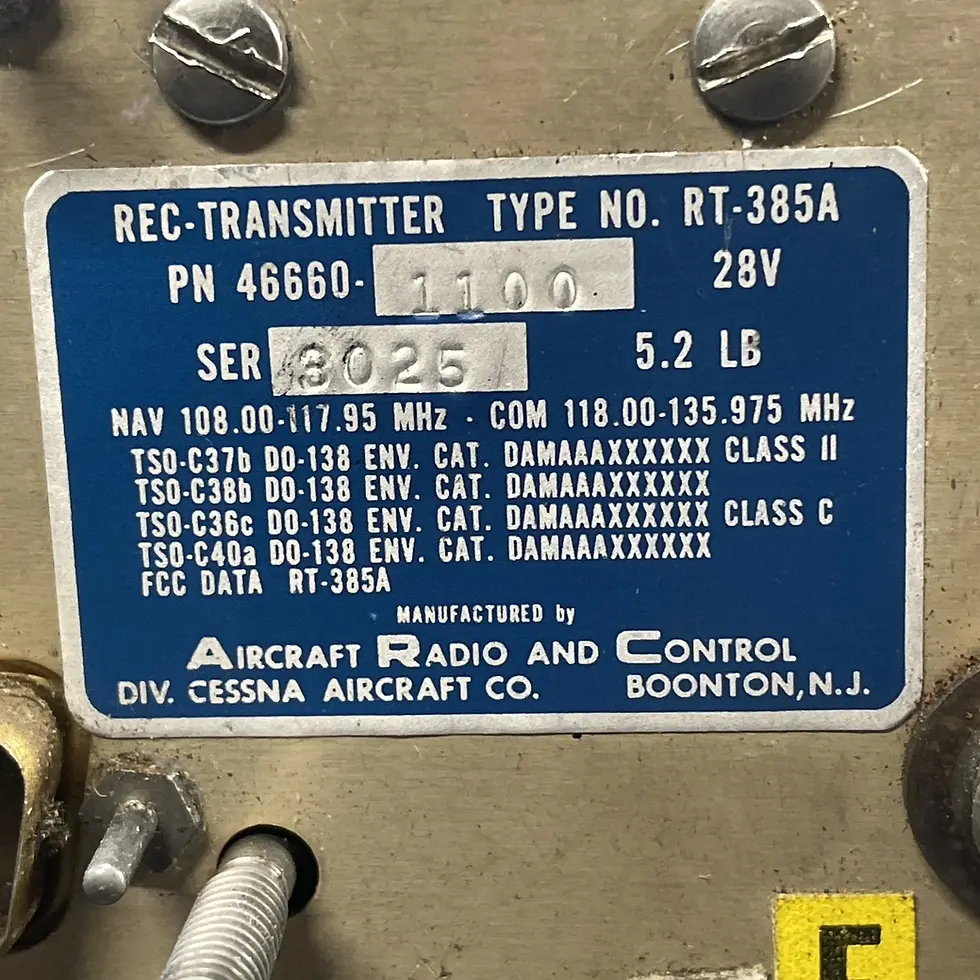 REC-TRANSMITTER TYPE NO. RT-385A
PN 46660-1100 28V
SER 3025 5.2 LB
NAV 108.00-117.95 MHz - COM 118.00-135.975 MHz
TSO-C37b DO-138 ENV. CAT. DAMAAAXXXXXX CLASS II
TSO-C38b DO-138 ENV. CAT. DAMAAAXXXXXX
TSO-C36c DO-138 ENV. CAT. DAMAAAXXXXXX CLASS C
TSO-C40a DO-138 ENV. CAT. DAMAAAXXXXXX
FCC DATA RT-385A
MANUFACTURED by
AIRCRAFT RADIO AND CONTROL
DIV. CESSNA AIRCRAFT CO. BOONTON, N.J.